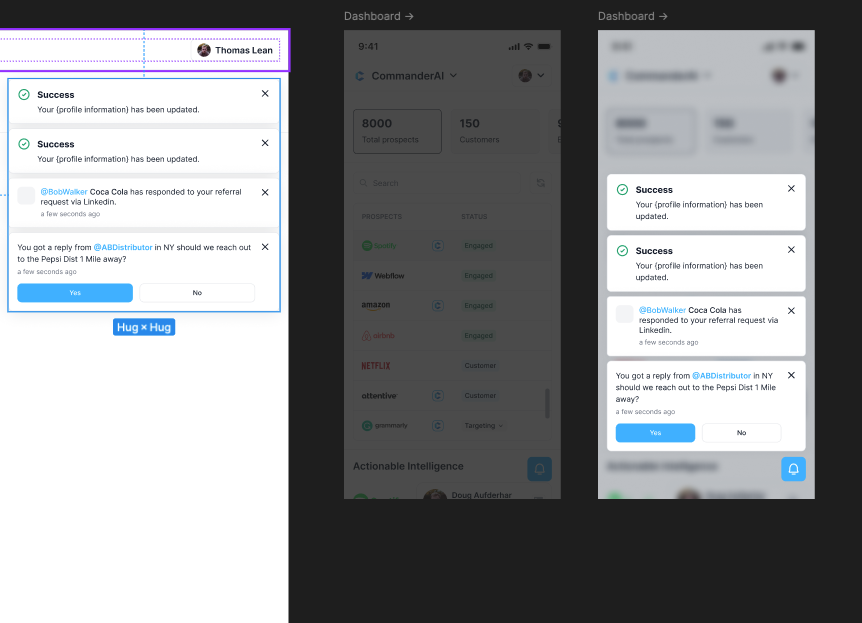 Thomas Lean
Success
Your {profile information} has been updated.
Success
Your {profile information} has been updated.
@BobWalker Coca Cola has responded to your referral
request via Linkedin.
a few seconds ago
You got a reply from @ABDistributor in NY should we reach out
to the Pepsi Dist 1 Mile away?
a few seconds ago
Yes
No
Hug × Hug
Dashboard →
9:41
CommanderAI
8000
Total prospects
150
Customers
Search
PROSPECTS
STATUS
Spotify
Engaged
Webflow
Engaged
amazon
Engaged
airbnb
Engaged
NETFLIX
Customer
attentive
Customer
grammarly
Targeting
Actionable Intelligence
Doug Aufderhar
Dashboard →
9:41
CommanderAI
8000
150
Success
Your {profile information} has been
updated.
Success
Your {profile information} has been
updated.
@BobWalker Coca Cola has
responded to your referral request via
Linkedin.
a few seconds ago
You got a reply from @ABDistributor in NY
should we reach out to the Pepsi Dist 1 Mile
away?
a few seconds ago
Yes
No
Actionable Intelligence